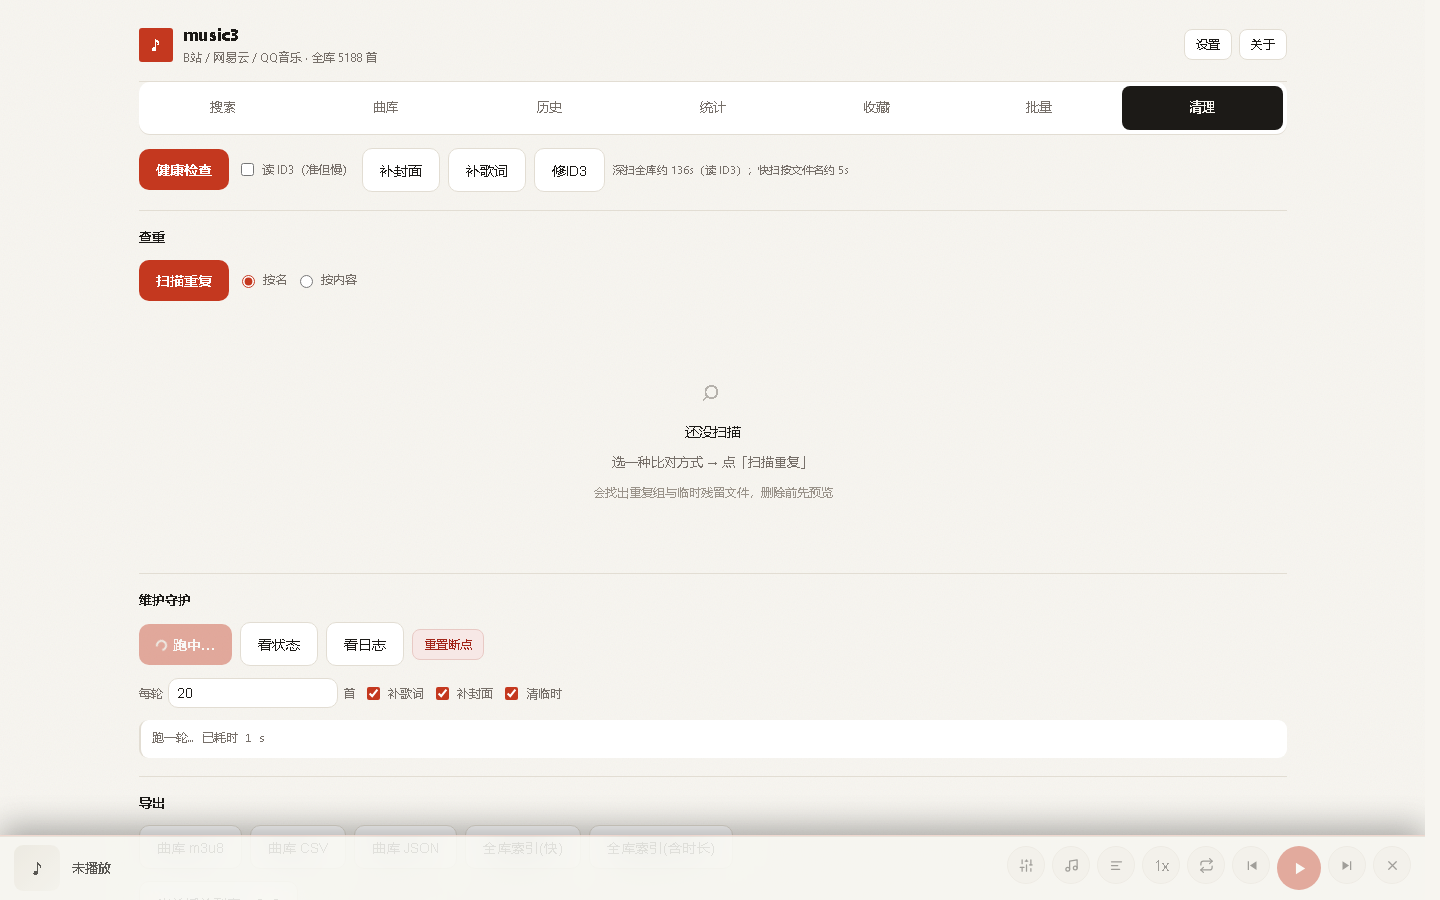 music3
B站 / 网易云 / QQ音乐 · 全库 5188 首
设置 关于
搜索 曲库 历史 统计 收藏 批量 清理
健康检查 读 ID3（准但慢） 补封面 补歌词 修ID3 深扫全库约 136s（读 ID3）；快扫按文件名约 5s
查重
扫描重复 按名 按内容
还没扫描
选一种比对方式 → 点「扫描重复」
会找出重复组与临时残留文件，删除前先预览
维护守护
跑中… 看状态 看日志 重置断点
每轮 20 首 补歌词 补封面 清临时
跑一轮… 已耗时 1 s
导出
曲库 m3u8 曲库 CSV 曲库 JSON 全库索引(快) 全库索引(含时长)
未播放 1x